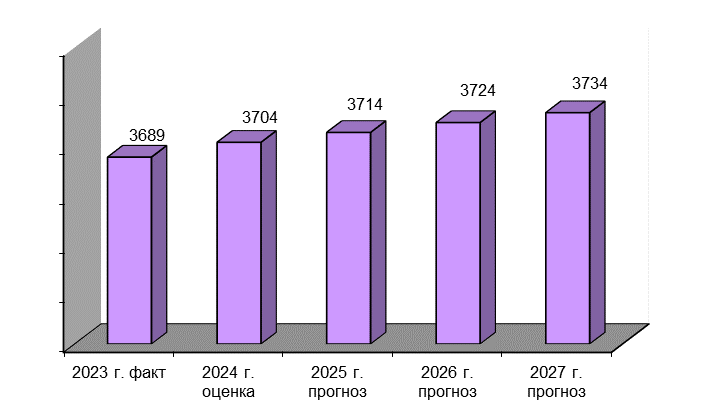 3689
3704
3714
3724
3734
2023 г. факт
2024 г.
оценка
2025 г.
прогноз
2026 г.
прогноз
2027 г.
прогноз